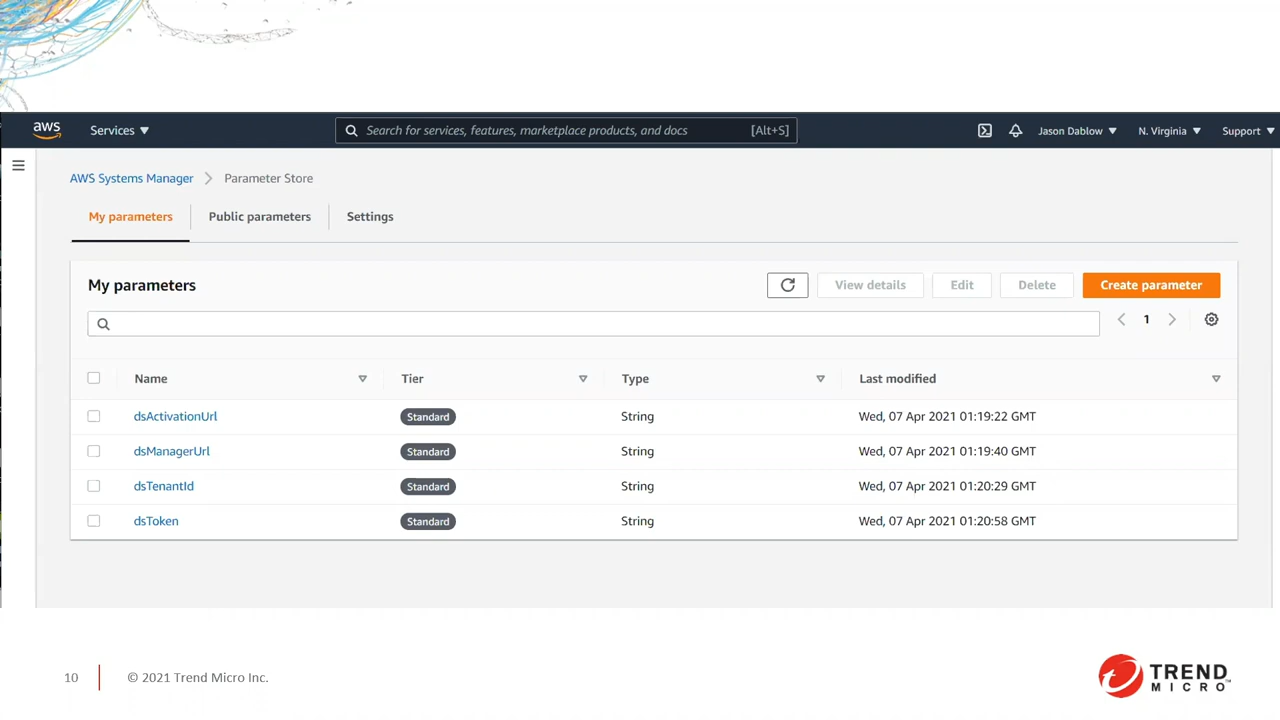 aws Services Search for services, features, marketplace products, and docs [Alt+S] Jason Dablow N. Virginia Support
AWS Systems Manager Parameter Store
My parameters Public parameters Settings
My parameters View details Edit Delete Create parameter
1
Name Tier Type Last modified
dsActivationUrl Standard String Wed, 07 Apr 2021 01:19:22 GMT
dsManagerUrl Standard String Wed, 07 Apr 2021 01:19:40 GMT
dsTenantId Standard String Wed, 07 Apr 2021 01:20:29 GMT
dsToken Standard String Wed, 07 Apr 2021 01:20:58 GMT
10 © 2021 Trend Micro Inc.
TREND
MICRO™